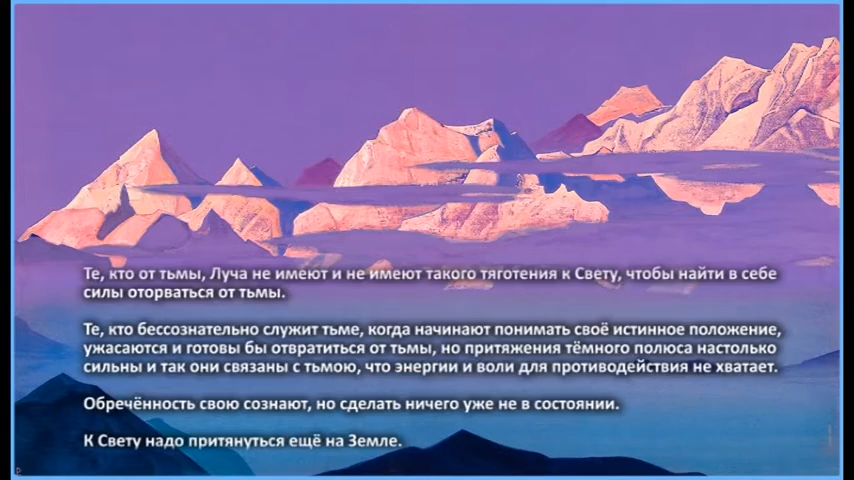 Те, кто от тьмы, Луча не имеют и не имеют такого тяготения к Свету, чтобы найти в себе
силы оторваться от тьмы.
Те, кто бессознательно служит тьме, когда начинают понимать своё истинное положение,
ужасаются и готовы бы отвратиться от тьмы, но притяжения тёмного полюса настолько
сильны и так они связаны с тьмою, что энергии и воли для противодействия не хватает.
Обречённость свою сознают, но сделать ничего уже не в состоянии.
К Свету надо притянуться ещё на Земле.